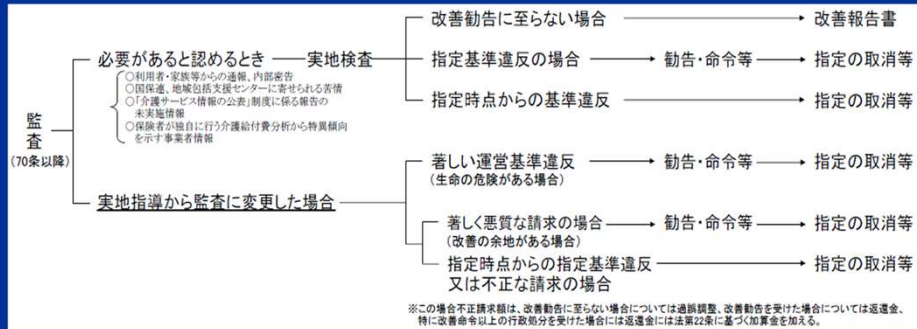 改善勧告に至らない場合 改善報告書
必要があると認めるとき 実地検査 指定基準違反の場合 勧告・命令等 指定の取消等
○利用者・家族等からの通報、内部密告
○国保連、地域包括支援センターに寄せられる苦情
○「介護サービス情報の公表」制度に係る報告の
未実施情報
○保険者が独自に行う介護給付費分析から特異傾向
を示す事業者情報
指定時点からの基準違反 指定の取消等
監査
(70条以降)
著しい運営基準違反 勧告・命令等 指定の取消等
(生命の危険がある場合)
実地指導から監査に変更した場合
著しく悪質な請求の場合 勧告・命令等 指定の取消等
(改善の余地がある場合)
指定時点からの指定基準違反 指定の取消等
又は不正な請求の場合
※この場合不正請求額は、改善勧告に至らない場合については過誤調整、改善勧告を受けた場合については返還金、
特に改善命令以上の行政処分を受けた場合には返還金には法第22条に基づく加算金を加える。